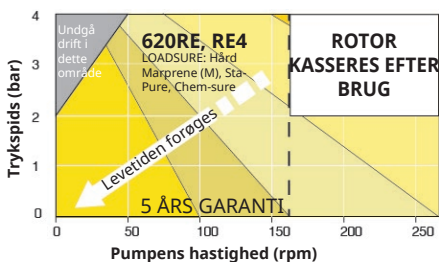 Trykspids (bar)
4
3
2
1
0
Undgå
drift i
dette
område
620RE, RE4
LOADSURE: Hård
Marprene (M), Sta-
Pure, Chem-sure
ROTOR
KASSERES EFTER
BRUG
Levetiden forøges
5 ÅRS GARANTI
0
50
100
150
200
250
Pumpens hastighed (rpm)